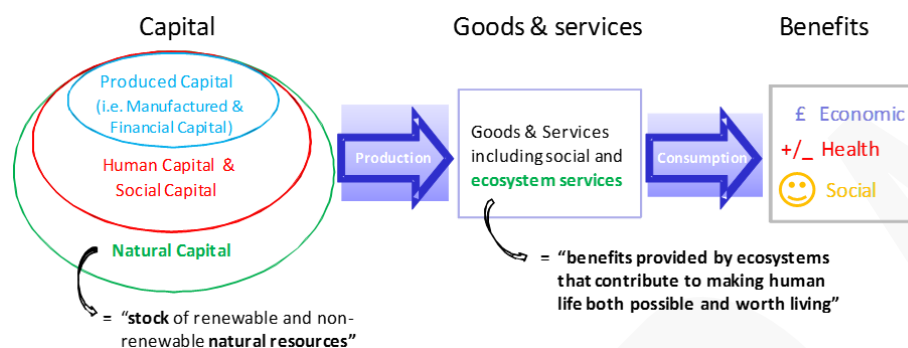 Capital
Goods & services
Benefits
Produced Capital
(i.e. Manufactured &
Financial Capital)
Human Capital &
Social Capital
Natural Capital
= “stock of renewable and non-
renewable natural resources”
Production
Goods & Services
including social and
ecosystem services
= “benefits provided by ecosystems
that contribute to making human
life both possible and worth living”
Consumption
£ Economic
+/_ Health
Social